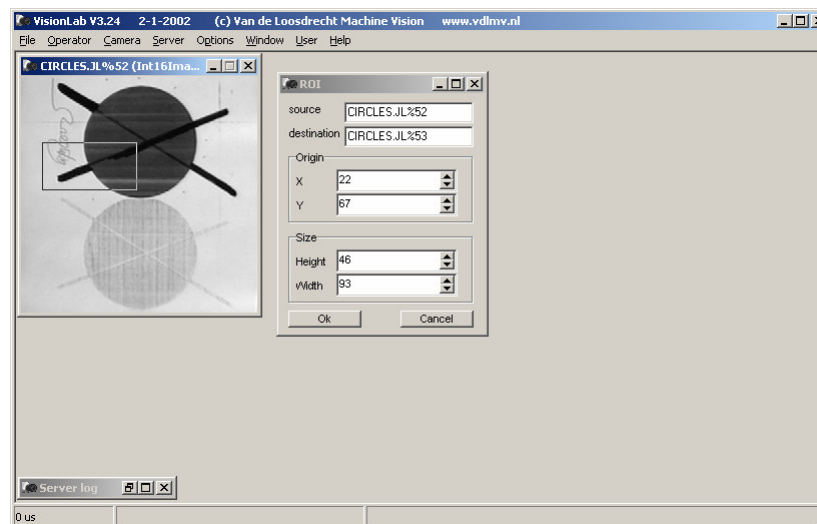 VisionLab V3.24 2-1-2002 (c) Van de Loosdrecht Machine Vision www.vdlmv.nl
File Operator Camera Server Options Window User Help
CIRCLES.JL%52 (Int16Ima...
ROI
source CIRCLES.JL%52
destination CIRCLES.JL%53
Origin
X 22
Y 67
Size
Height 46
Width 93
Ok Cancel
Server log
0 us